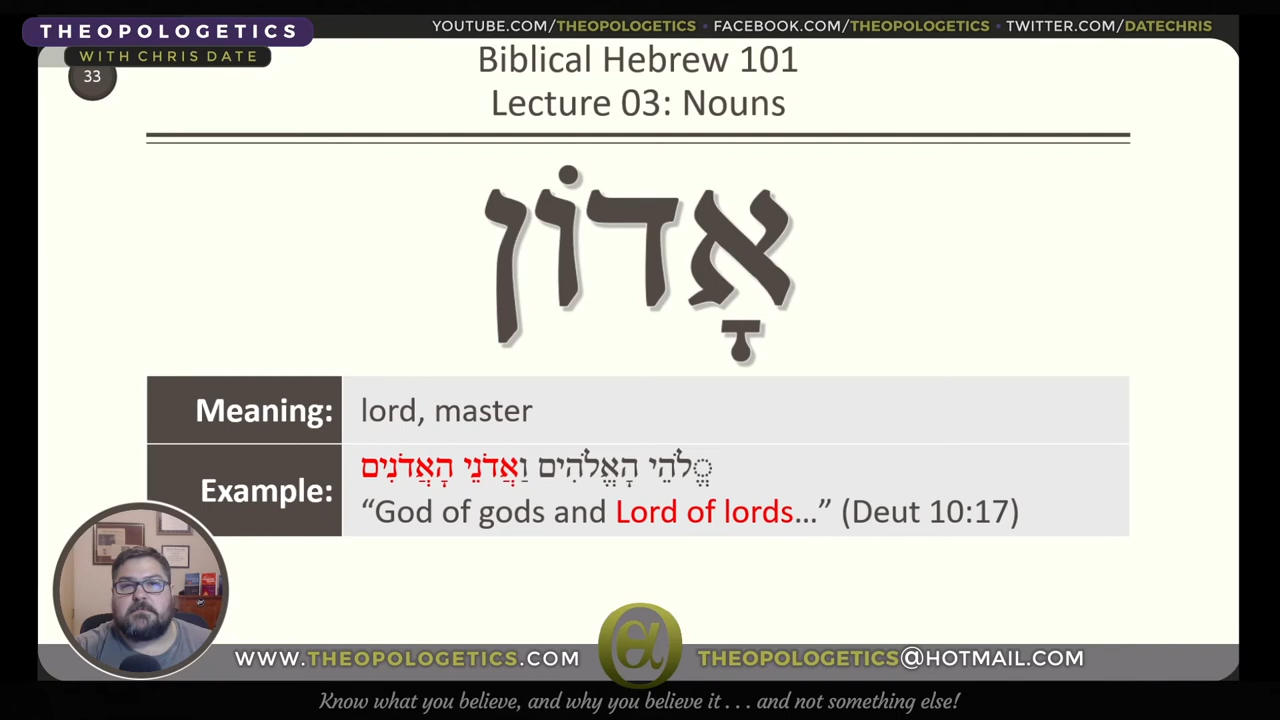 THEOPOLOGETICS
WITH CHRIS DATE
YOUTUBE.COM/THEOPOLOGETICS • FACEBOOK.COM/THEOPOLOGETICS • TWITTER.COM/DATECHRIS
33
Biblical Hebrew 101
Lecture 03: Nouns
אָדוֹן
Meaning: lord, master
Example: ֱלֹהֵי הָאֱלֹהִים וַאֲדֹנֵי הָאֲדֹנִים
“God of gods and Lord of lords…” (Deut 10:17)
WWW.THEOPOLOGETICS.COM
THEOPOLOGETICS@HOTMAIL.COM
Know what you believe, and why you believe it . . . and not something else!